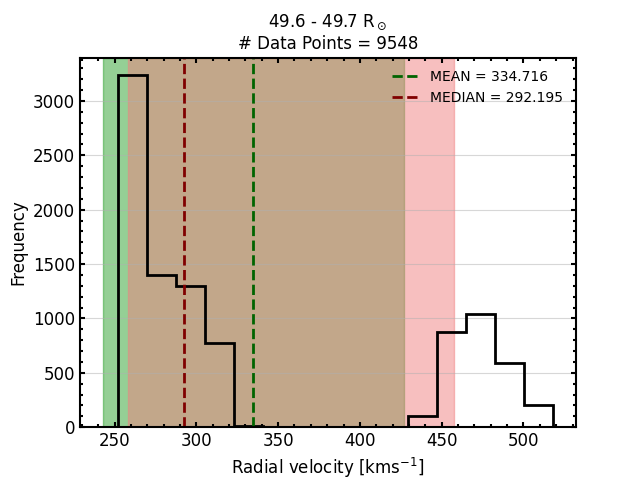 49.6 - 49.7 R⊙
# Data Points = 9548
MEAN = 334.716
MEDIAN = 292.195
Frequency
3000
2500
2000
1500
1000
500
0
250 300 350 400 450 500
Radial velocity [kms⁻¹]